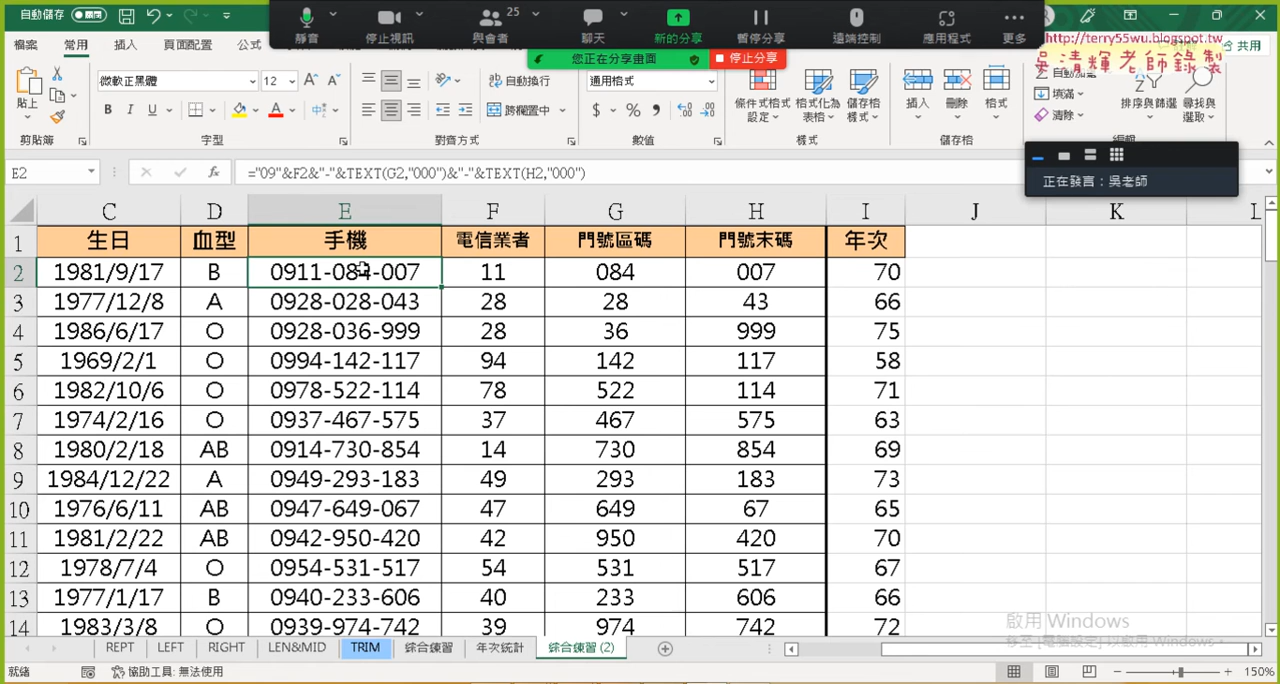 自動儲存
靜音
停止視訊
25
與會者
聊天
新的分享
暫停分享
遠端控制
應用程式
更多
您正在分享畫面
停止分享
http://terry55wu.blogspot.tw
吳清輝老師錄製
檔案 常用 插入 頁面配置 公式
共用
貼上
微軟正黑體 12
B I U
自動換行
跨欄置中
通用格式
$ % ,
條件式格式設定
格式化為表格
儲存格樣式
插入 刪除 格式
填滿
清除
排序與篩選
尋找與選取
剪貼簿 字型 對齊方式 數值 樣式 儲存格 編輯
正在發言：吳老師
E2 fx ="09"&F2&"-"&TEXT(G2,"000")&"-"&TEXT(H2,"000")
C D E F G H I J K L
1 生日 血型 手機 電信業者 門號區碼 門號末碼 年次
2 1981/9/17 B 0911-084-007 11 084 007 70
3 1977/12/8 A 0928-028-043 28 28 43 66
4 1986/6/17 O 0928-036-999 28 36 999 75
5 1969/2/1 O 0994-142-117 94 142 117 58
6 1982/10/6 O 0978-522-114 78 522 114 71
7 1974/2/16 O 0937-467-575 37 467 575 63
8 1980/2/18 AB 0914-730-854 14 730 854 69
9 1984/12/22 A 0949-293-183 49 293 183 73
10 1976/6/11 AB 0947-649-067 47 649 67 65
11 1981/2/22 AB 0942-950-420 42 950 420 70
12 1978/7/4 O 0954-531-517 54 531 517 67
13 1977/1/17 B 0940-233-606 40 233 606 66
14 1983/3/8 O 0939-974-742 39 974 742 72
啟用 Windows
移至 [電腦設定] 以啟用 Windows。
REPT LEFT RIGHT LEN&MID TRIM 綜合練習 年次統計 綜合練習 (2)
就緒 協助工具: 無法使用 150%